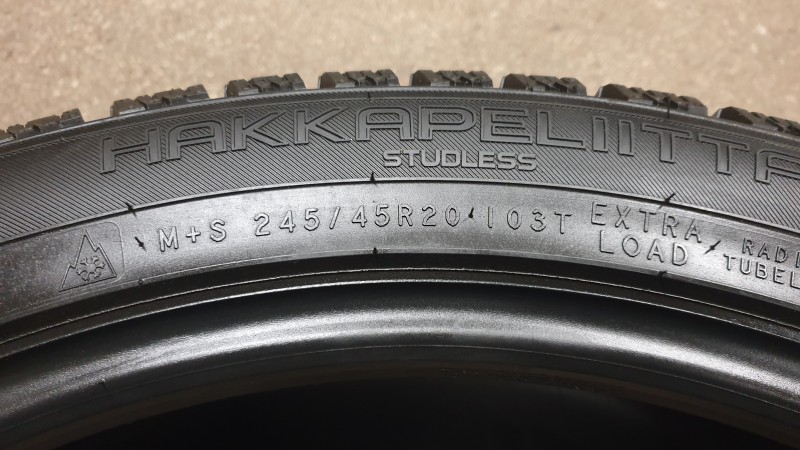 HAKKAPELIITTA
STUDLESS
M+S 245/45R20 103T EXTRA
LOAD